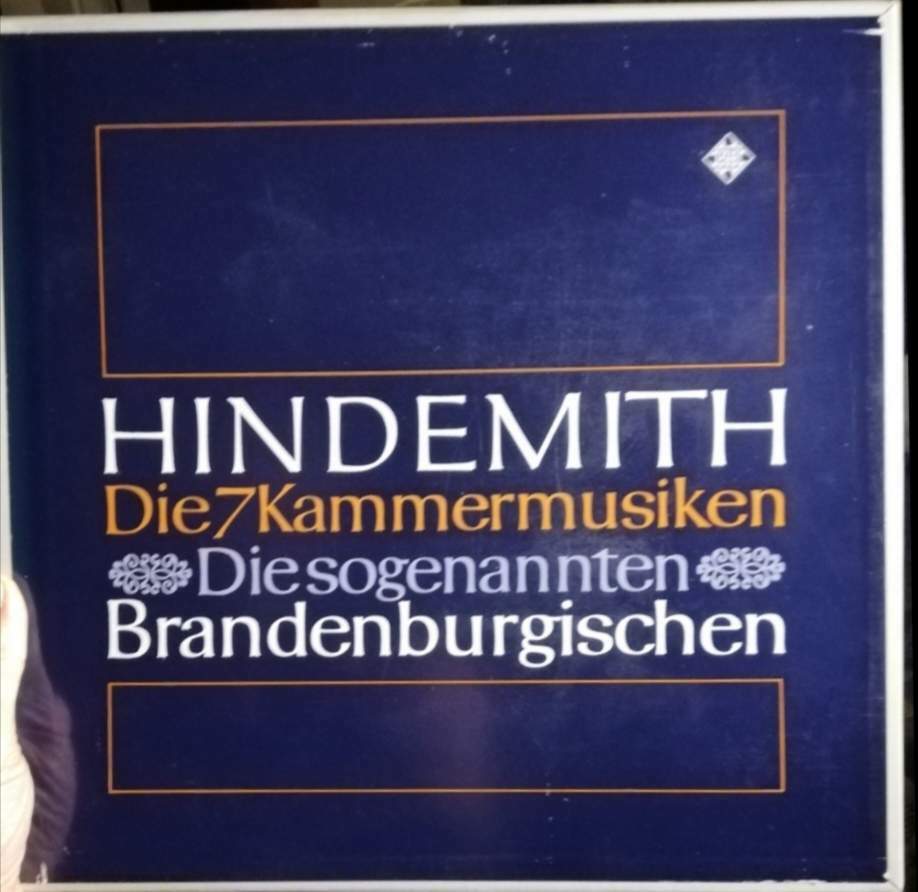 HINDEMITH
Die 7 Kammermusiken
Die sogenannten
Brandenburgischen